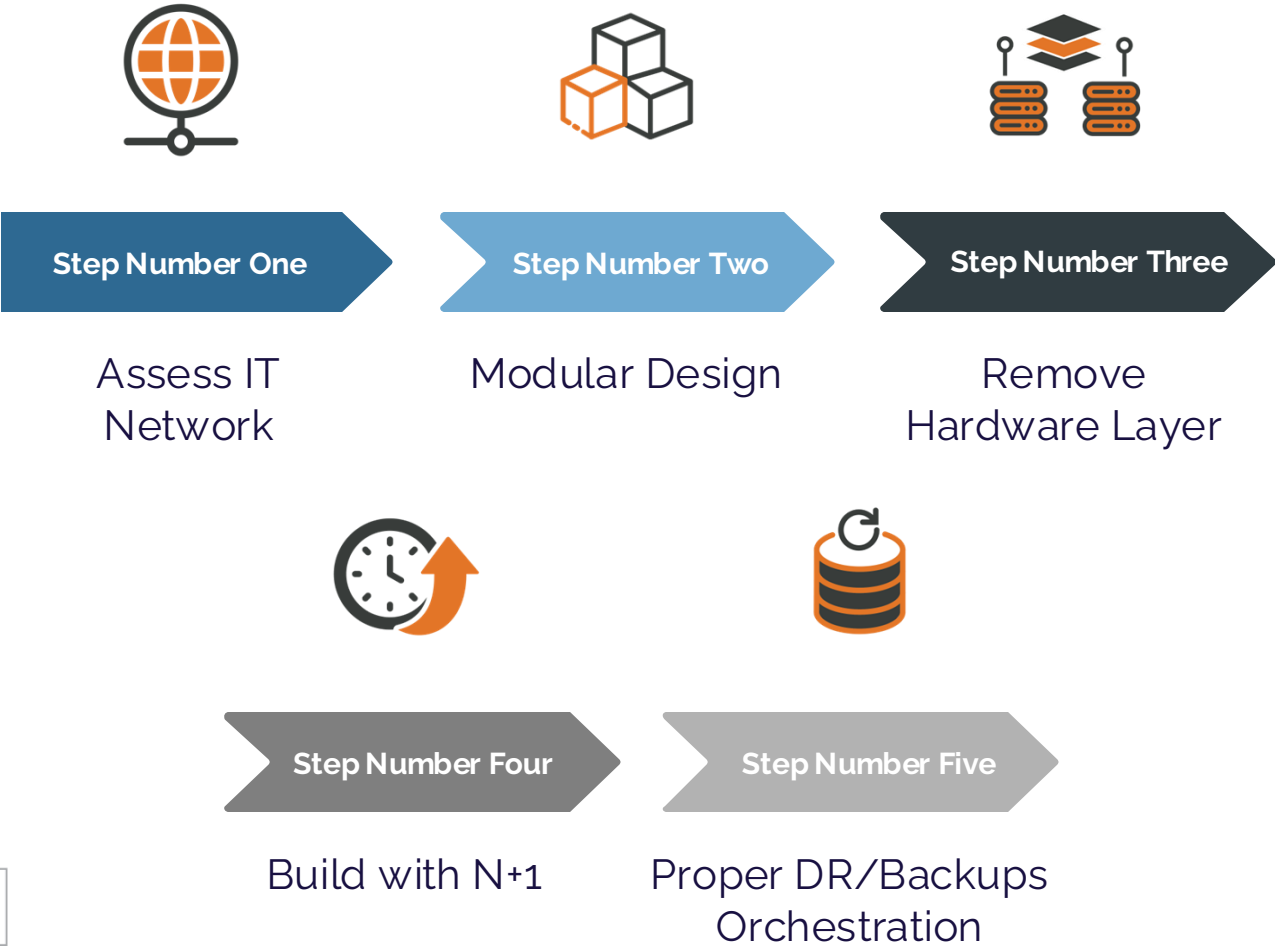 Step Number One
Step Number Two
Step Number Three
Assess IT
Network
Modular Design
Remove
Hardware Layer
Step Number Four
Step Number Five
Build with N+1
Proper DR/Backups
Orchestration